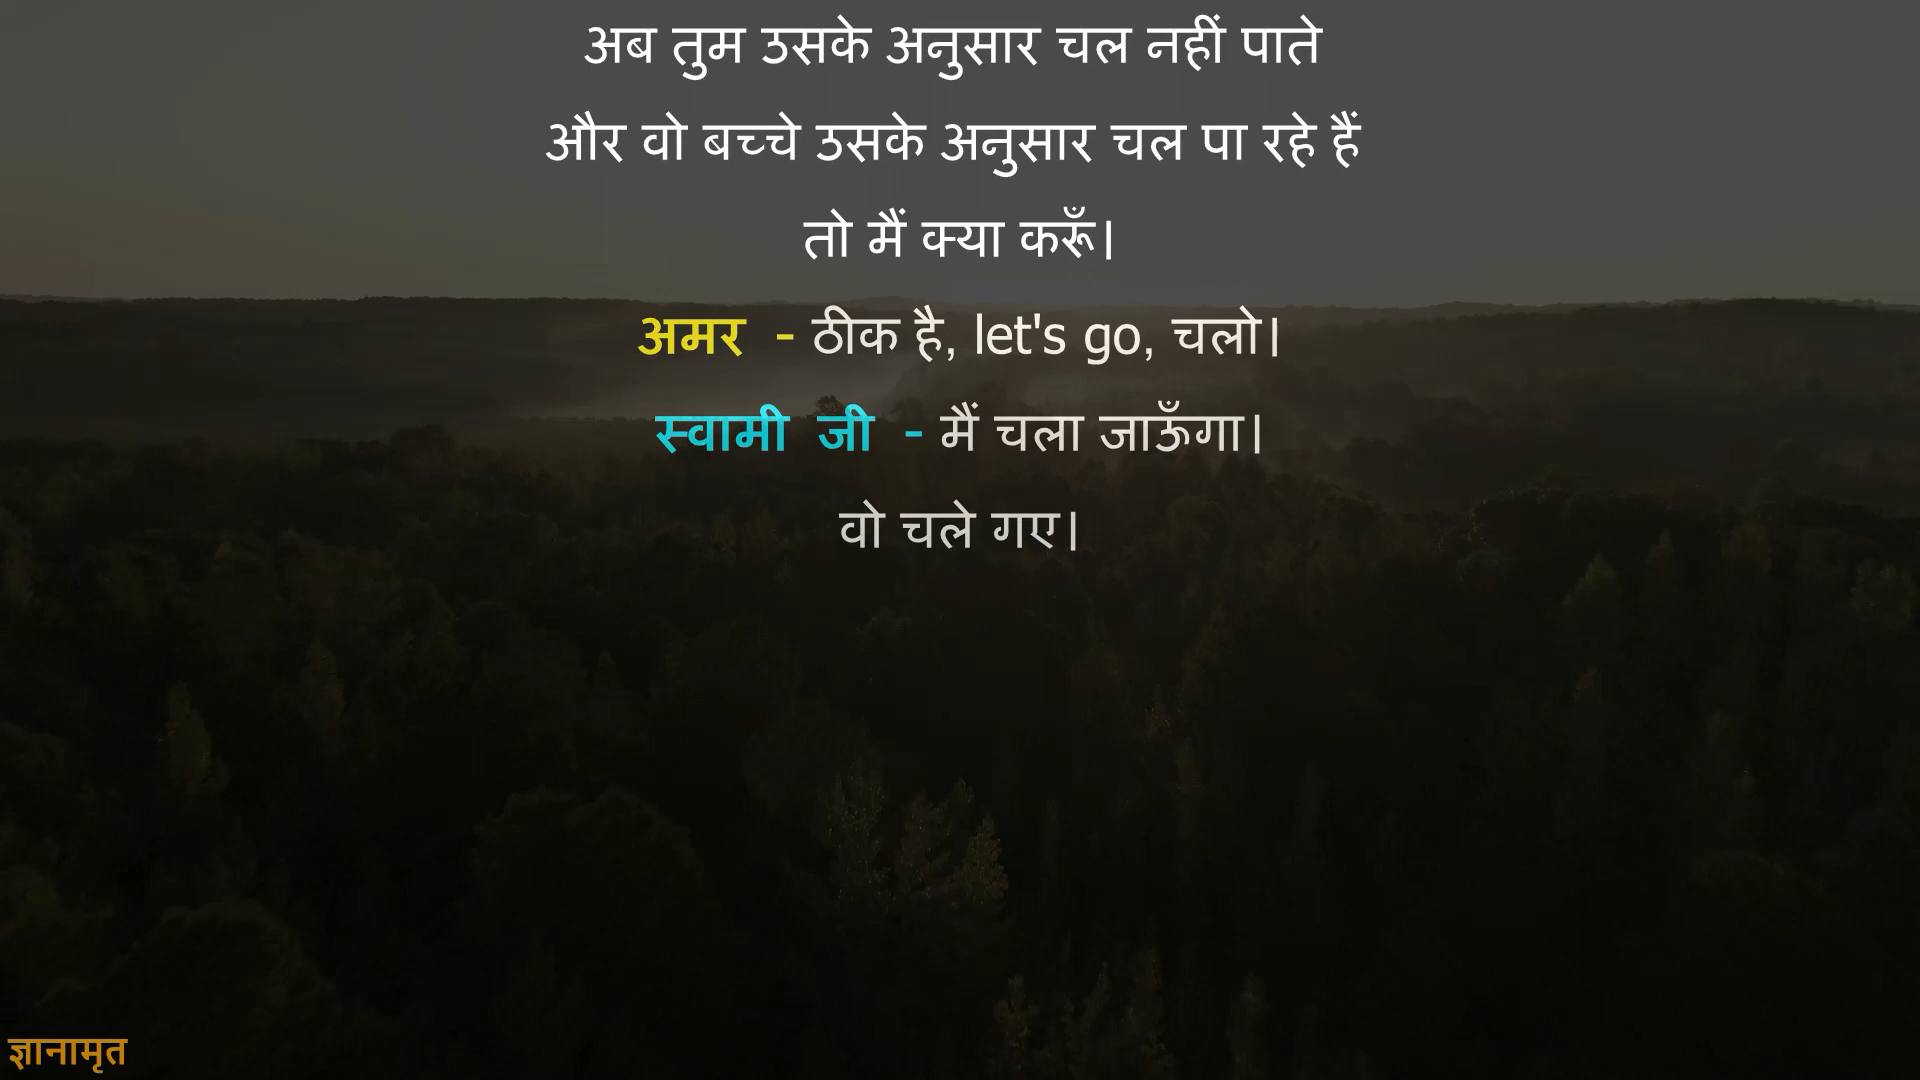 अब तुम उसके अनुसार चल नहीं पाते
और वो बच्चे उसके अनुसार चल पा रहे हैं
तो मैं क्या करूँ।
अमर - ठीक है, let's go, चलो।
स्वामी जी - मैं चला जाऊँगा।
वो चले गए।
ज्ञानामृत